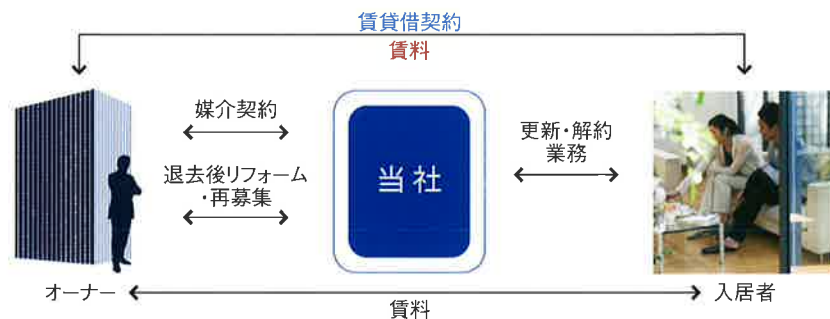 賃貸借契約
賃料
媒介契約
退去後リフォーム
・再募集
当社
更新・解約
業務
オーナー
入居者
賃料